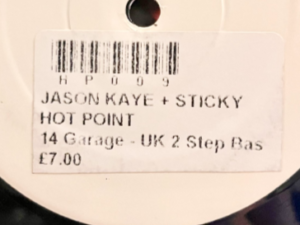 HP009
JASON KAYE + STICKY
HOT POINT
14 Garage - UK 2 Step Bas
£7.00